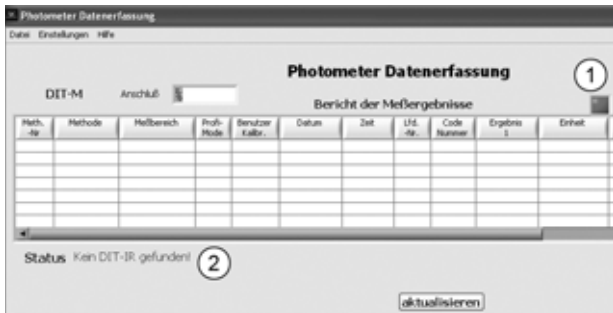 Photometer Datenerfassung
Datei Einstellungen Hilfe
Photometer Datenerfassung
1
DIT-M Anschluß
Bericht der Meßergebnisse
Meth.-Nr Methode Meßbereich Profi-Mode Benutzer Kalibr. Datum Zeit Lfd.-Nr. Code Nummer Ergebnis 1 Einheit
Status Kein DIT-IR gefunden! 2
aktualisieren